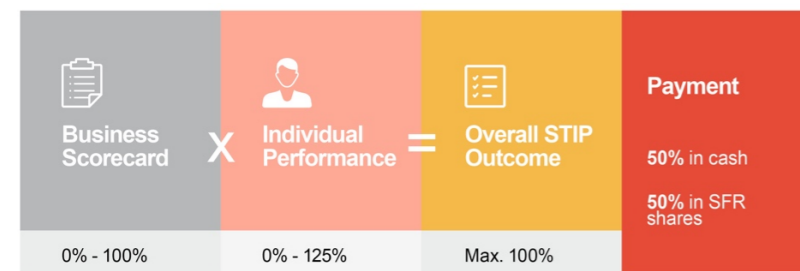 Business
Scorecard
X
Individual
Performance
=
Overall STIP
Outcome
Payment
50% in cash
50% in SFR
shares
0% - 100%
0% - 125%
Max. 100%